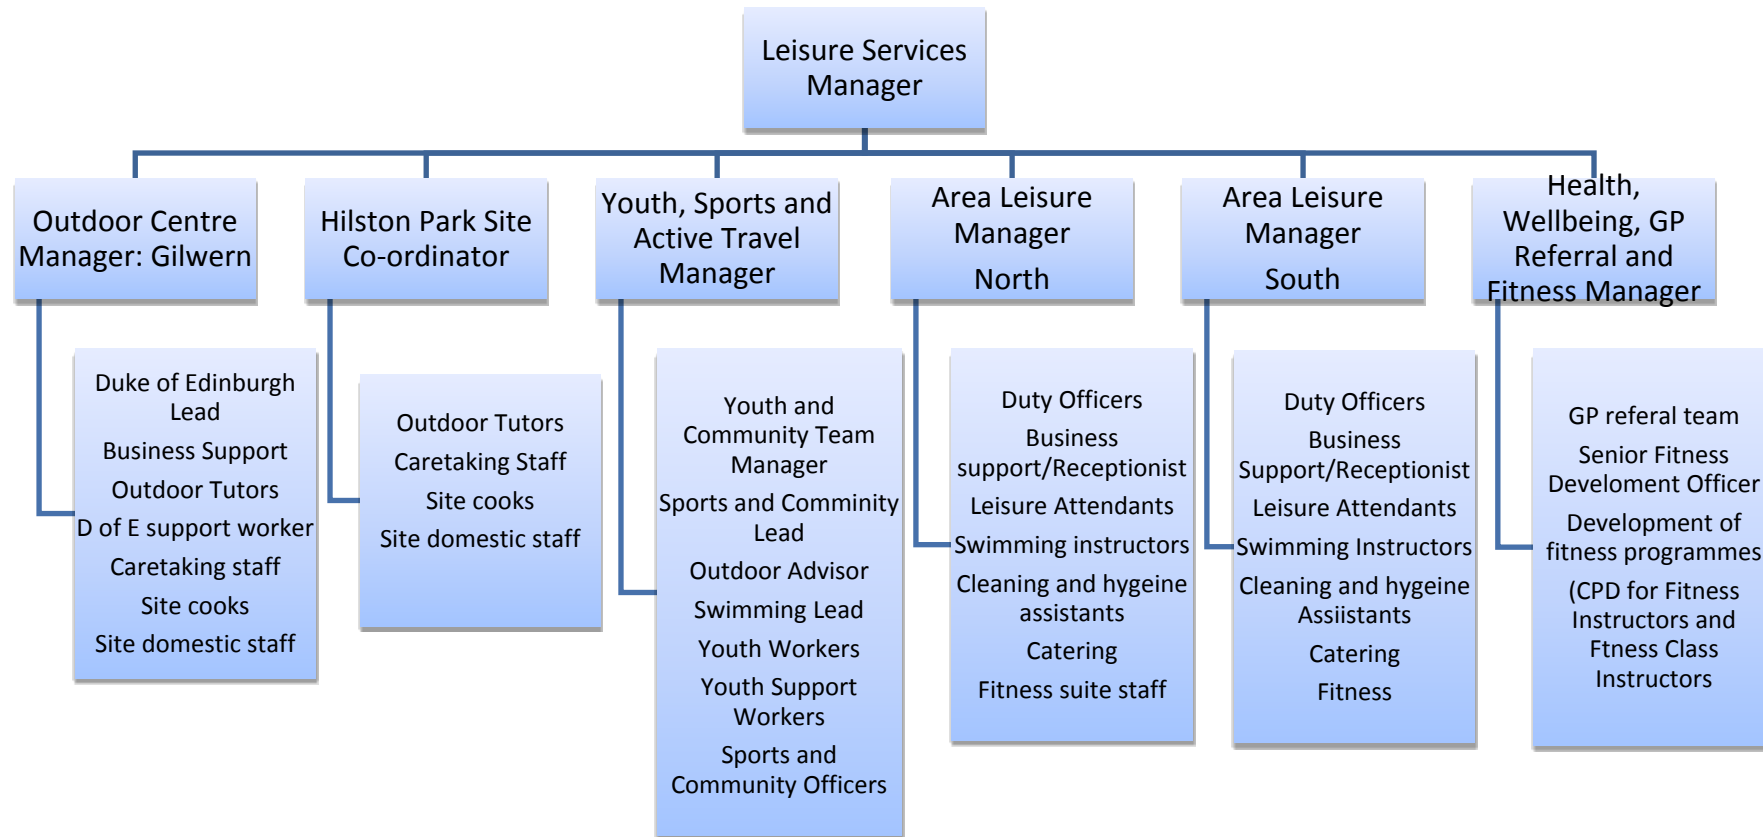 Leisure Services
Manager
Outdoor Centre
Manager: Gilwern
Hilston Park Site
Co-ordinator
Youth, Sports and
Active Travel
Manager
Area Leisure
Manager
North
Area Leisure
Manager
South
Health,
Wellbeing, GP
Referral and
Fitness Manager
Duke of Edinburgh
Lead
Business Support
Outdoor Tutors
D of E support worker
Caretaking staff
Site cooks
Site domestic staff
Outdoor Tutors
Caretaking Staff
Site cooks
Site domestic staff
Youth and
Community Team
Manager
Sports and Comminity
Lead
Outdoor Advisor
Swimming Lead
Youth Workers
Youth Support
Workers
Sports and
Community Officers
Duty Officers
Business
support/Receptionist
Leisure Attendants
Swimming instructors
Cleaning and hygeine
assistants
Catering
Fitness suite staff
Duty Officers
Business
Support/Receptionist
Leisure Attendants
Swimming Instructors
Cleaning and hygeine
Assiistants
Catering
Fitness
GP referal team
Senior Fitness
Develoment Officer
Development of
fitness programmes
(CPD for Fitness
Instructors and
Ftness Class
Instructors